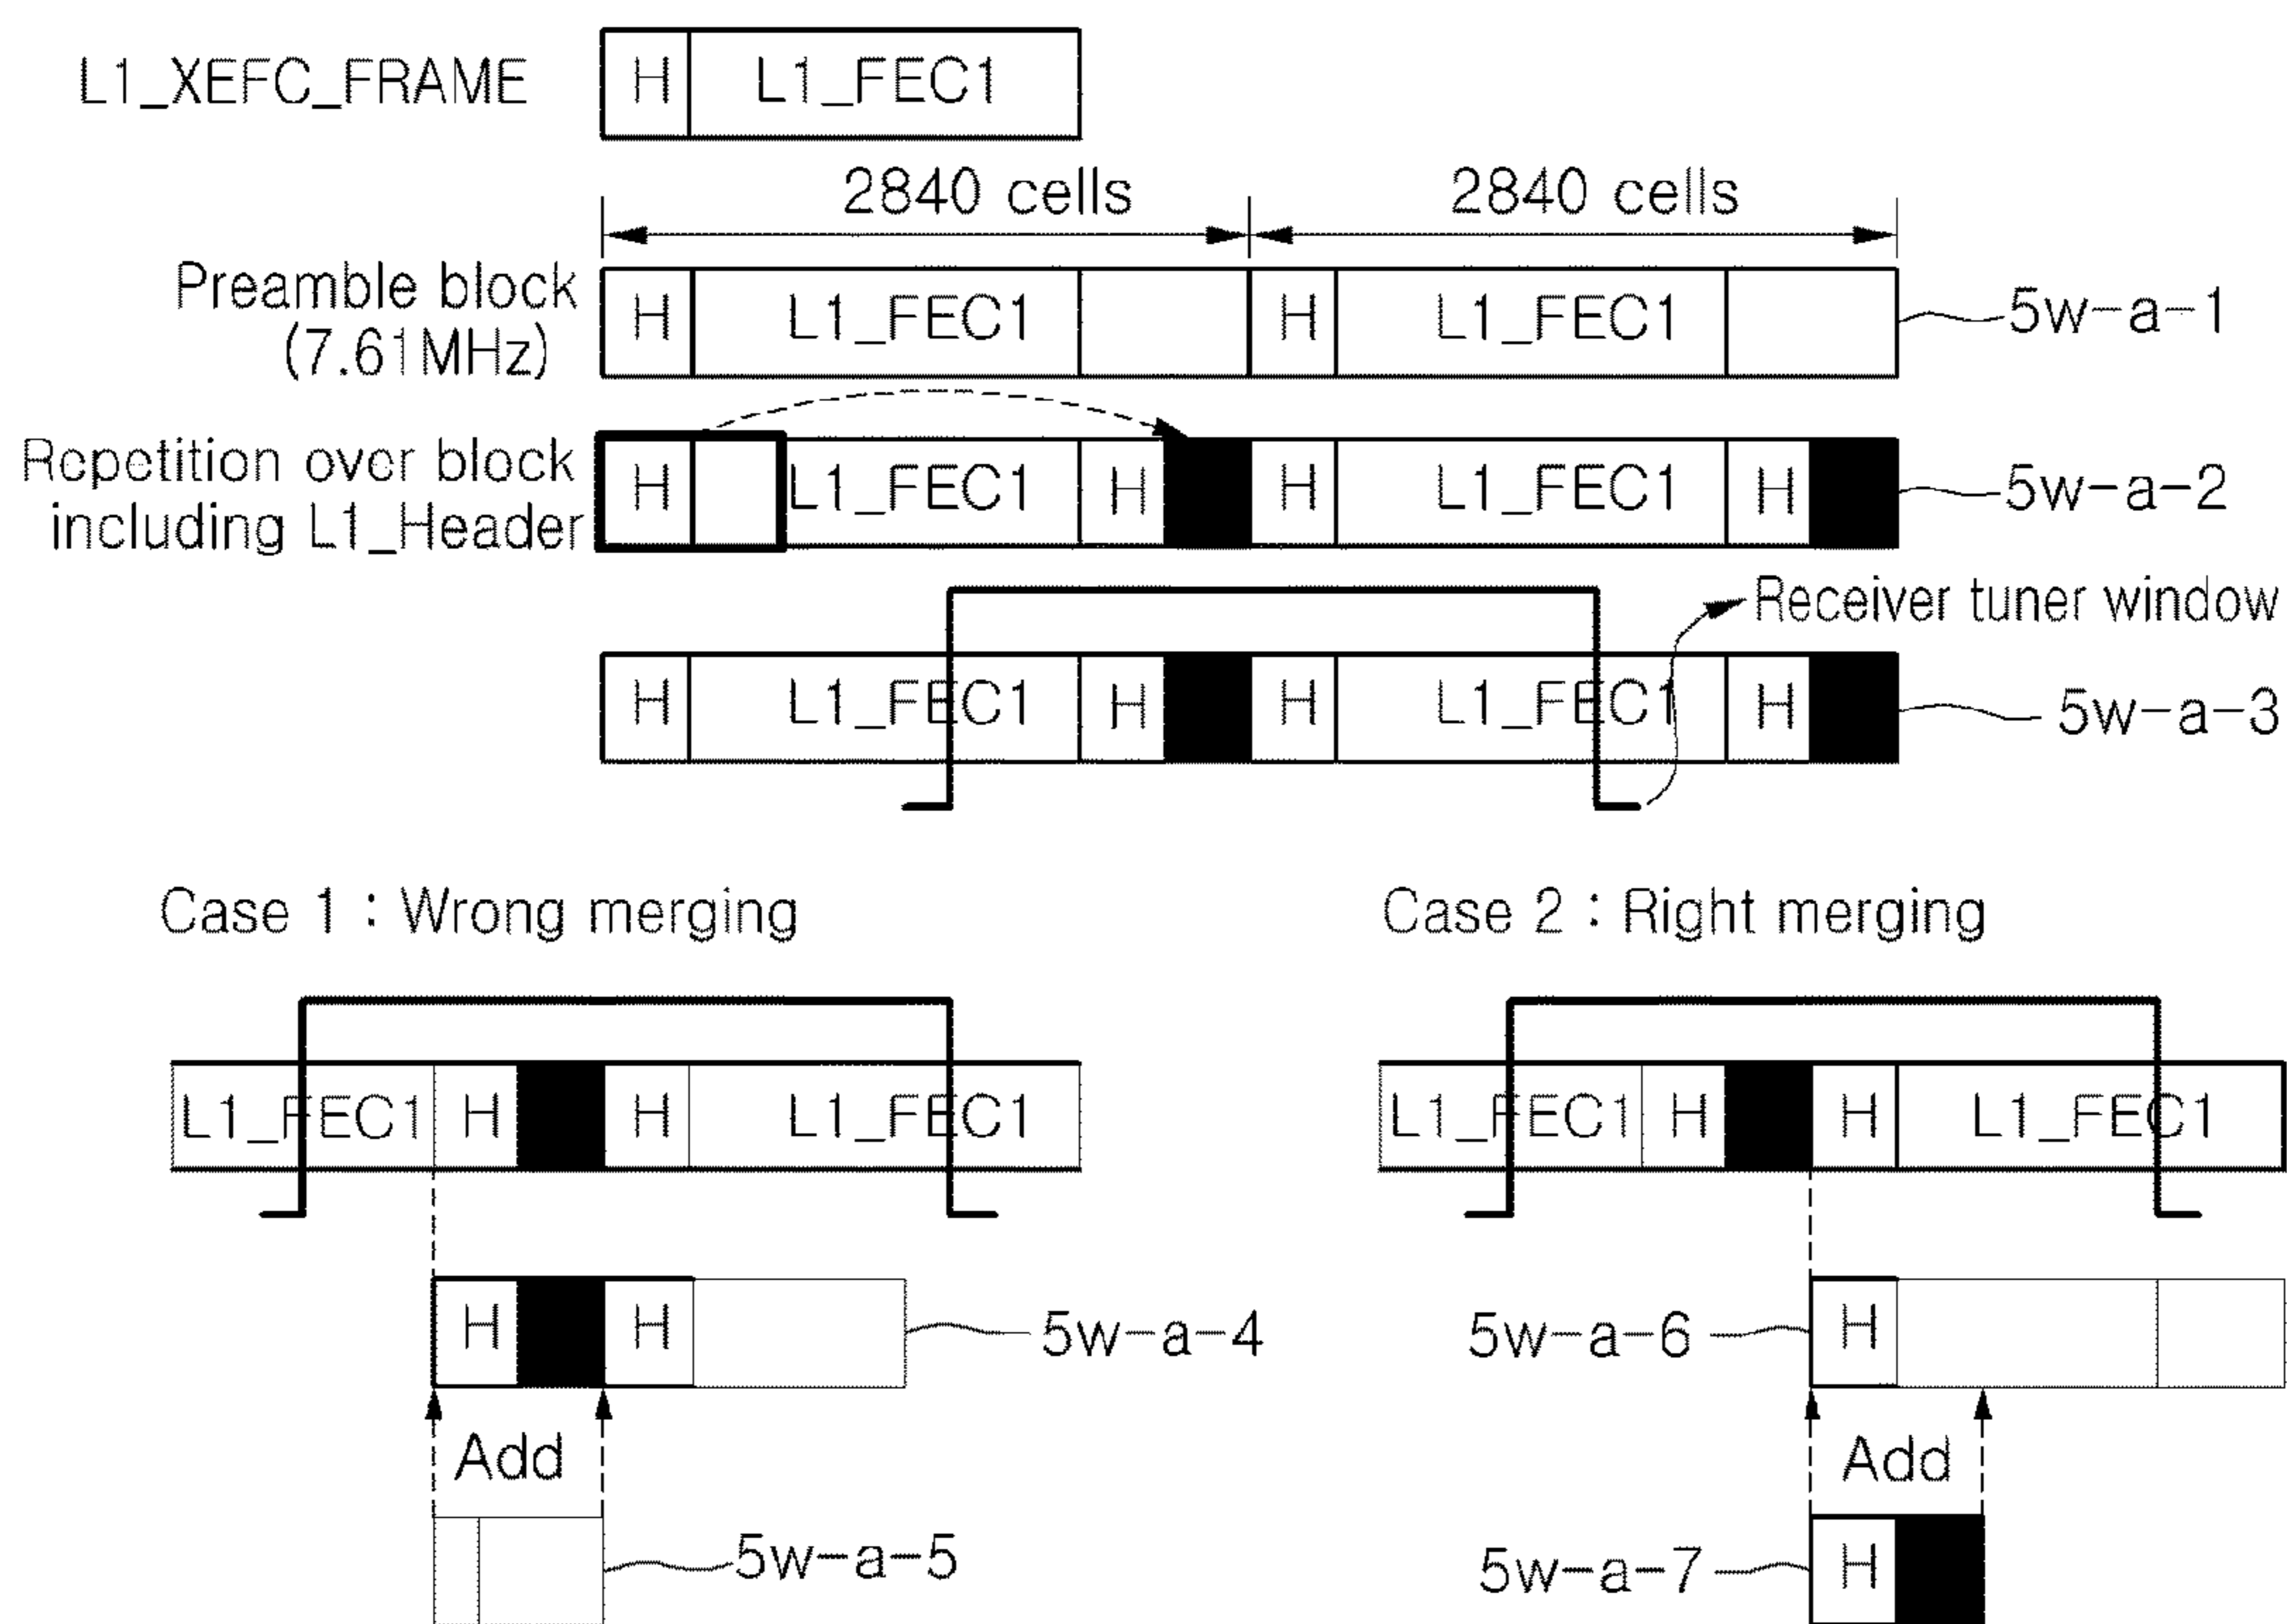 L1_XEFC_FRAME H L1_FEC1
2840 cells 2840 cells
Preamble block
(7.61MHz)
H L1_FEC1 H L1_FEC1 5w-a-1
Repetition over block
including L1_Header
H L1_FEC1 H H L1_FEC1 H 5w-a-2
Receiver tuner window
H L1_FEC1 H H L1_FEC1 H 5w-a-3
Case 1 : Wrong merging
L1_FEC1 H H L1_FEC1
H H 5w-a-4
Add
5w-a-5
Case 2 : Right merging
L1_FEC1 H H L1_FEC1
5w-a-6 H
Add
5w-a-7 H